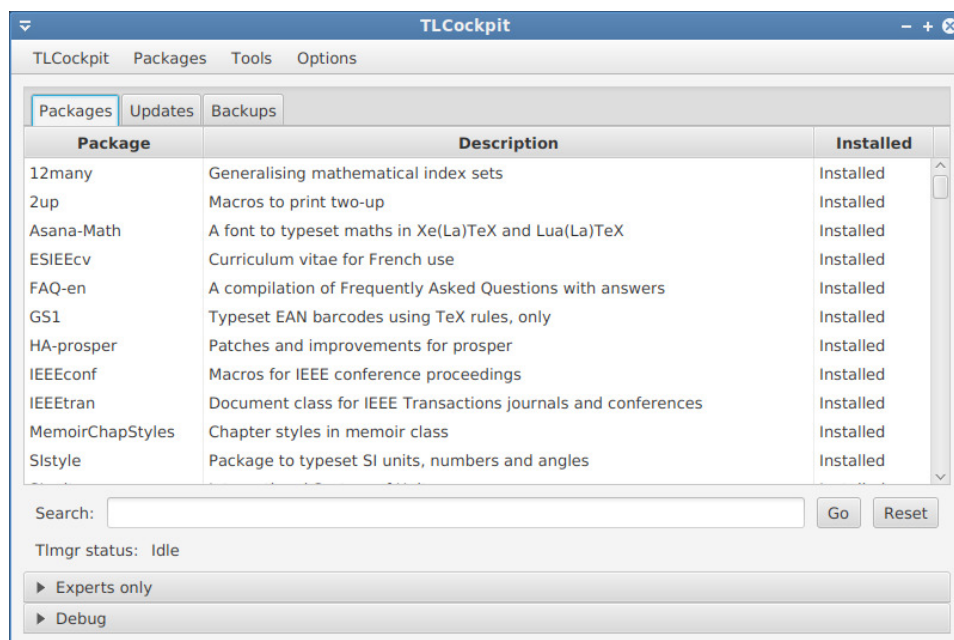 TLCockpit
TLCockpit Packages Tools Options
Packages Updates Backups
Package Description Installed
12many Generalising mathematical index sets Installed
2up Macros to print two-up Installed
Asana-Math A font to typeset maths in Xe(La)TeX and Lua(La)TeX Installed
ESIEEcv Curriculum vitae for French use Installed
FAQ-en A compilation of Frequently Asked Questions with answers Installed
GS1 Typeset EAN barcodes using TeX rules, only Installed
HA-prosper Patches and improvements for prosper Installed
IEEEconf Macros for IEEE conference proceedings Installed
IEEEtran Document class for IEEE Transactions journals and conferences Installed
MemoirChapStyles Chapter styles in memoir class Installed
SIstyle Package to typeset SI units, numbers and angles Installed
Search: Go Reset
Tlmgr status: Idle
Experts only
Debug